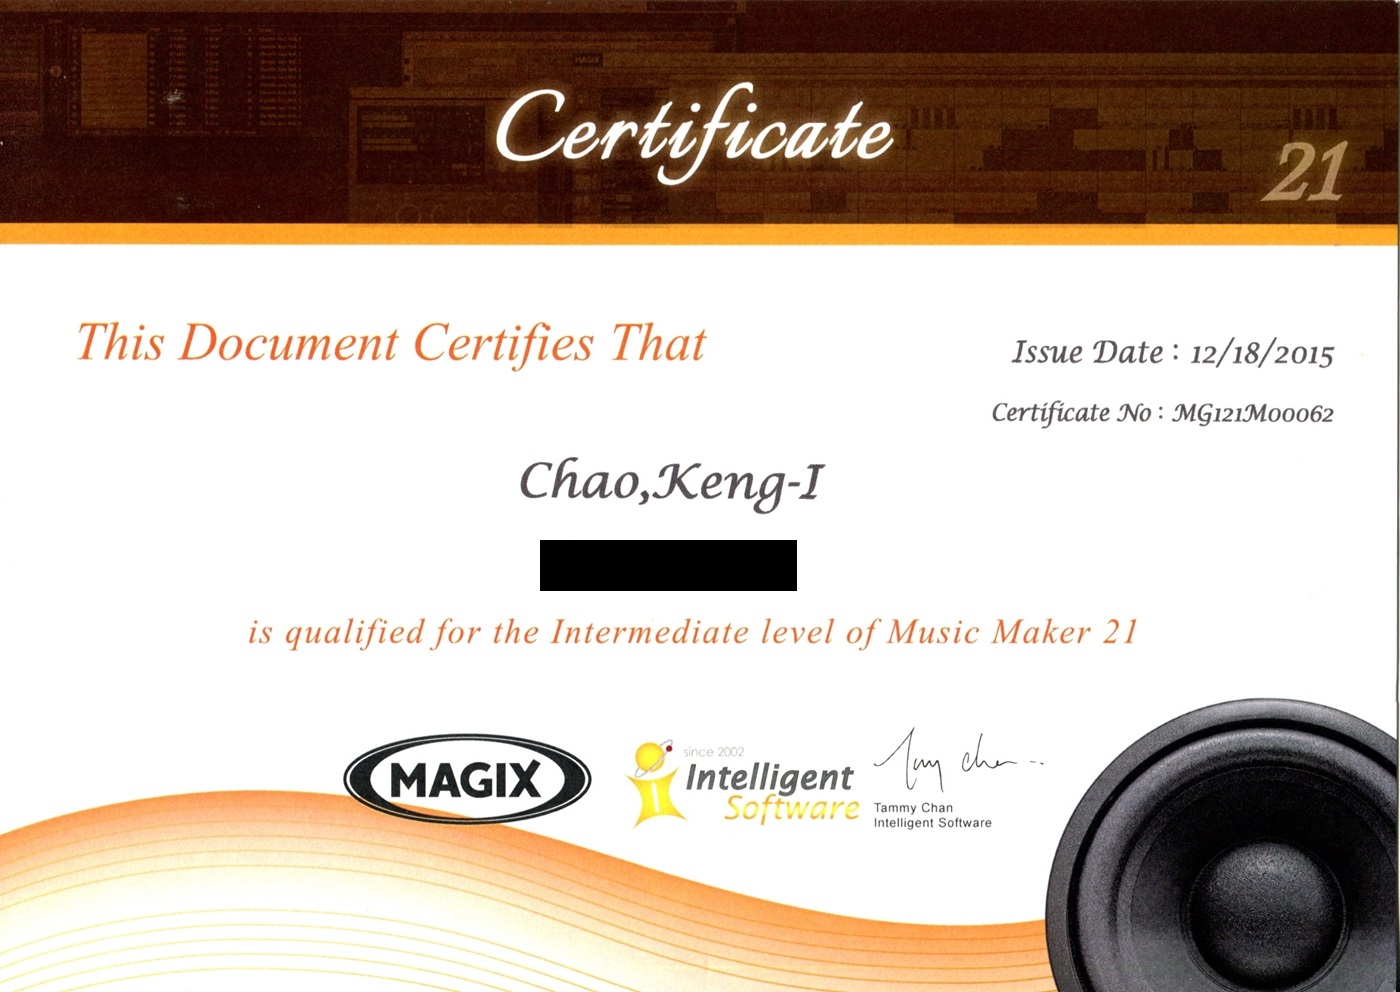 Certificate
21
This Document Certifies That
Issue Date : 12/18/2015
Certificate No : MG121M00062
Chao,Keng-I
is qualified for the Intermediate level of Music Maker 21
MAGIX
since 2002
Intelligent
Software
Tammy Chan
Intelligent Software